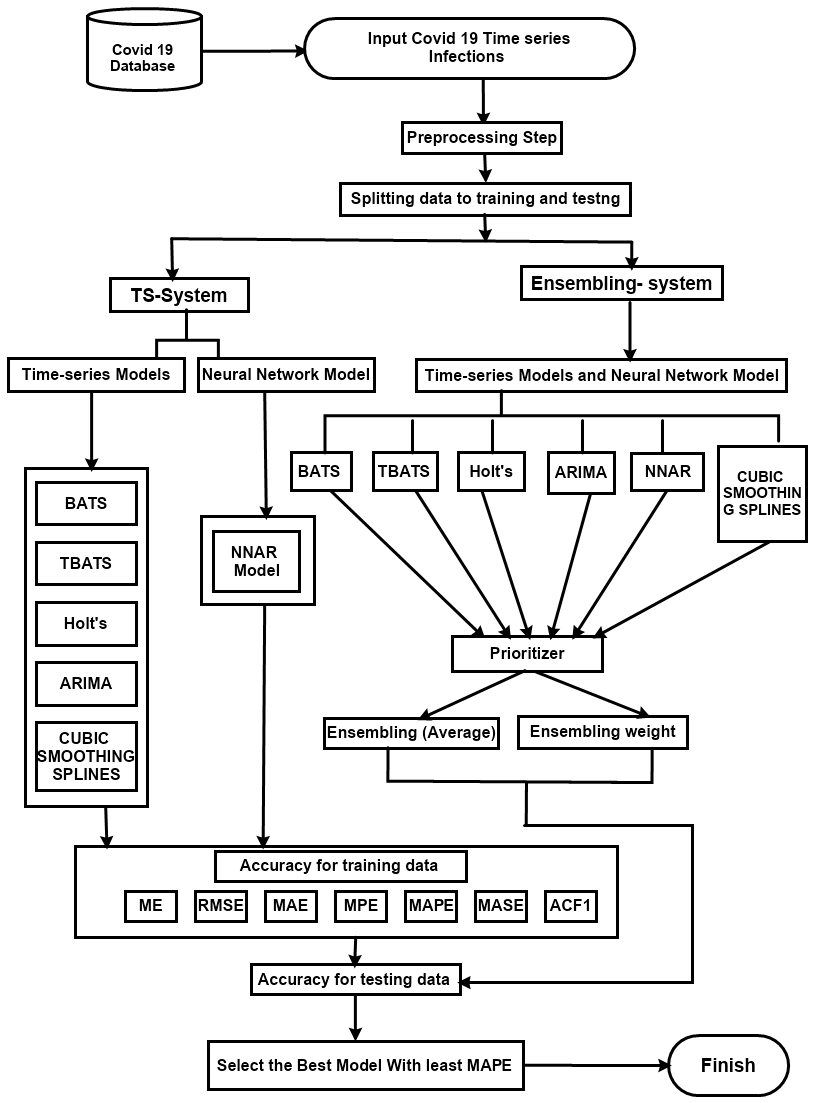 Covid 19
Database
Input Covid 19 Time series
Infections
Preprocessing Step
Splitting data to training and testng
TS-System
Ensembling- system
Time-series Models
Neural Network Model
Time-series Models and Neural Network Model
BATS
TBATS
Holt's
ARIMA
NNAR
CUBIC
SMOOTHIN
G SPLINES
BATS
TBATS
Holt's
ARIMA
CUBIC
SMOOTHING
SPLINES
NNAR
Model
Prioritizer
Ensembling (Average)
Ensembling weight
Accuracy for training data
ME
RMSE
MAE
MPE
MAPE
MASE
ACF1
Accuracy for testing data
Select the Best Model With least MAPE
Finish